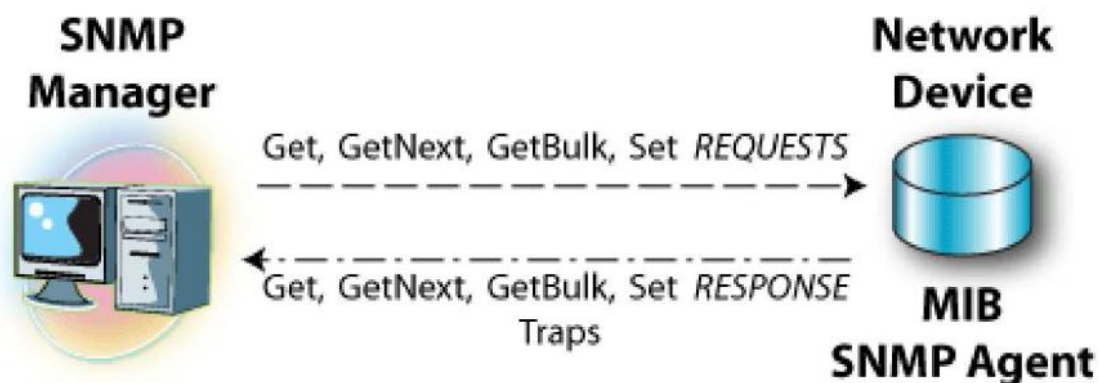 SNMP
Manager
Network
Device
Get, GetNext, GetBulk, Set REQUESTS
Get, GetNext, GetBulk, Set RESPONSE
Traps
MIB
SNMP Agent